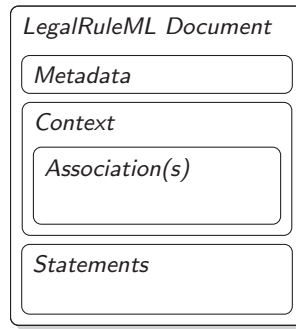 LegalRuleML Document
Metadata
Context
Association(s)
Statements